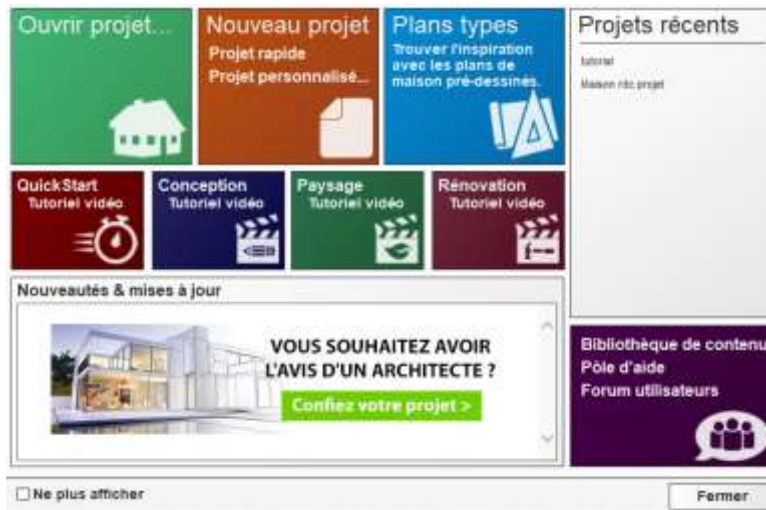 Ouvrir projet...
Nouveau projet
Projet rapide
Projet personnalisé...
Plans types
Trouver l'inspiration
avec les plans de
maison pré-dessinés.
Projets récents
tutoriel
Maison rdc projet
QuickStart
Tutoriel vidéo
Conception
Tutoriel vidéo
Paysage
Tutoriel vidéo
Rénovation
Tutoriel vidéo
Nouveautés & mises à jour
VOUS SOUHAITEZ AVOIR
L'AVIS D'UN ARCHITECTE ?
Confiez votre projet >
Bibliothèque de contenu
Pôle d'aide
Forum utilisateurs
Ne plus afficher
Fermer